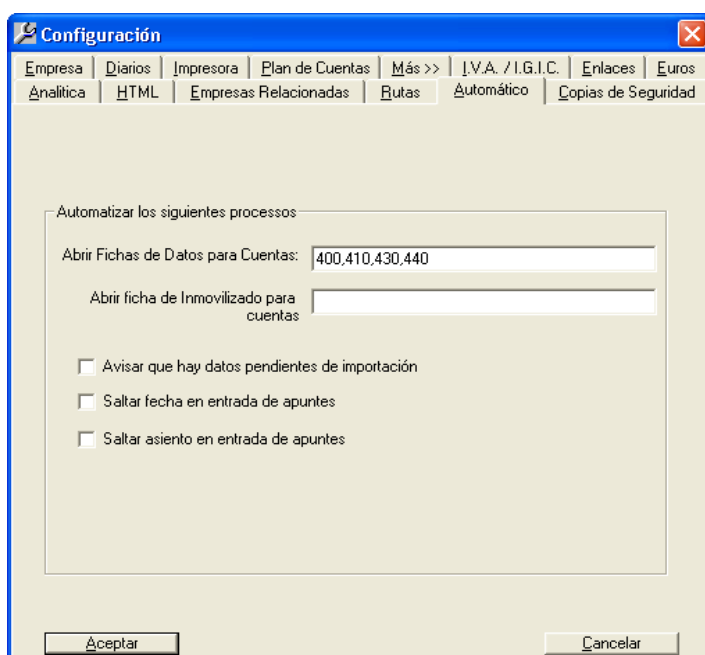 Configuración
Empresa Diarios Impresora Plan de Cuentas Más >> I.V.A. / I.G.I.C. Enlaces Euros
Analitica HTML Empresas Relacionadas Rutas Automático Copias de Seguridad
Automatizar los siguientes processos
Abrir Fichas de Datos para Cuentas: 400,410,430,440
Abrir ficha de Inmovilizado para
cuentas
Avisar que hay datos pendientes de importación
Saltar fecha en entrada de apuntes
Saltar asiento en entrada de apuntes
Aceptar Cancelar